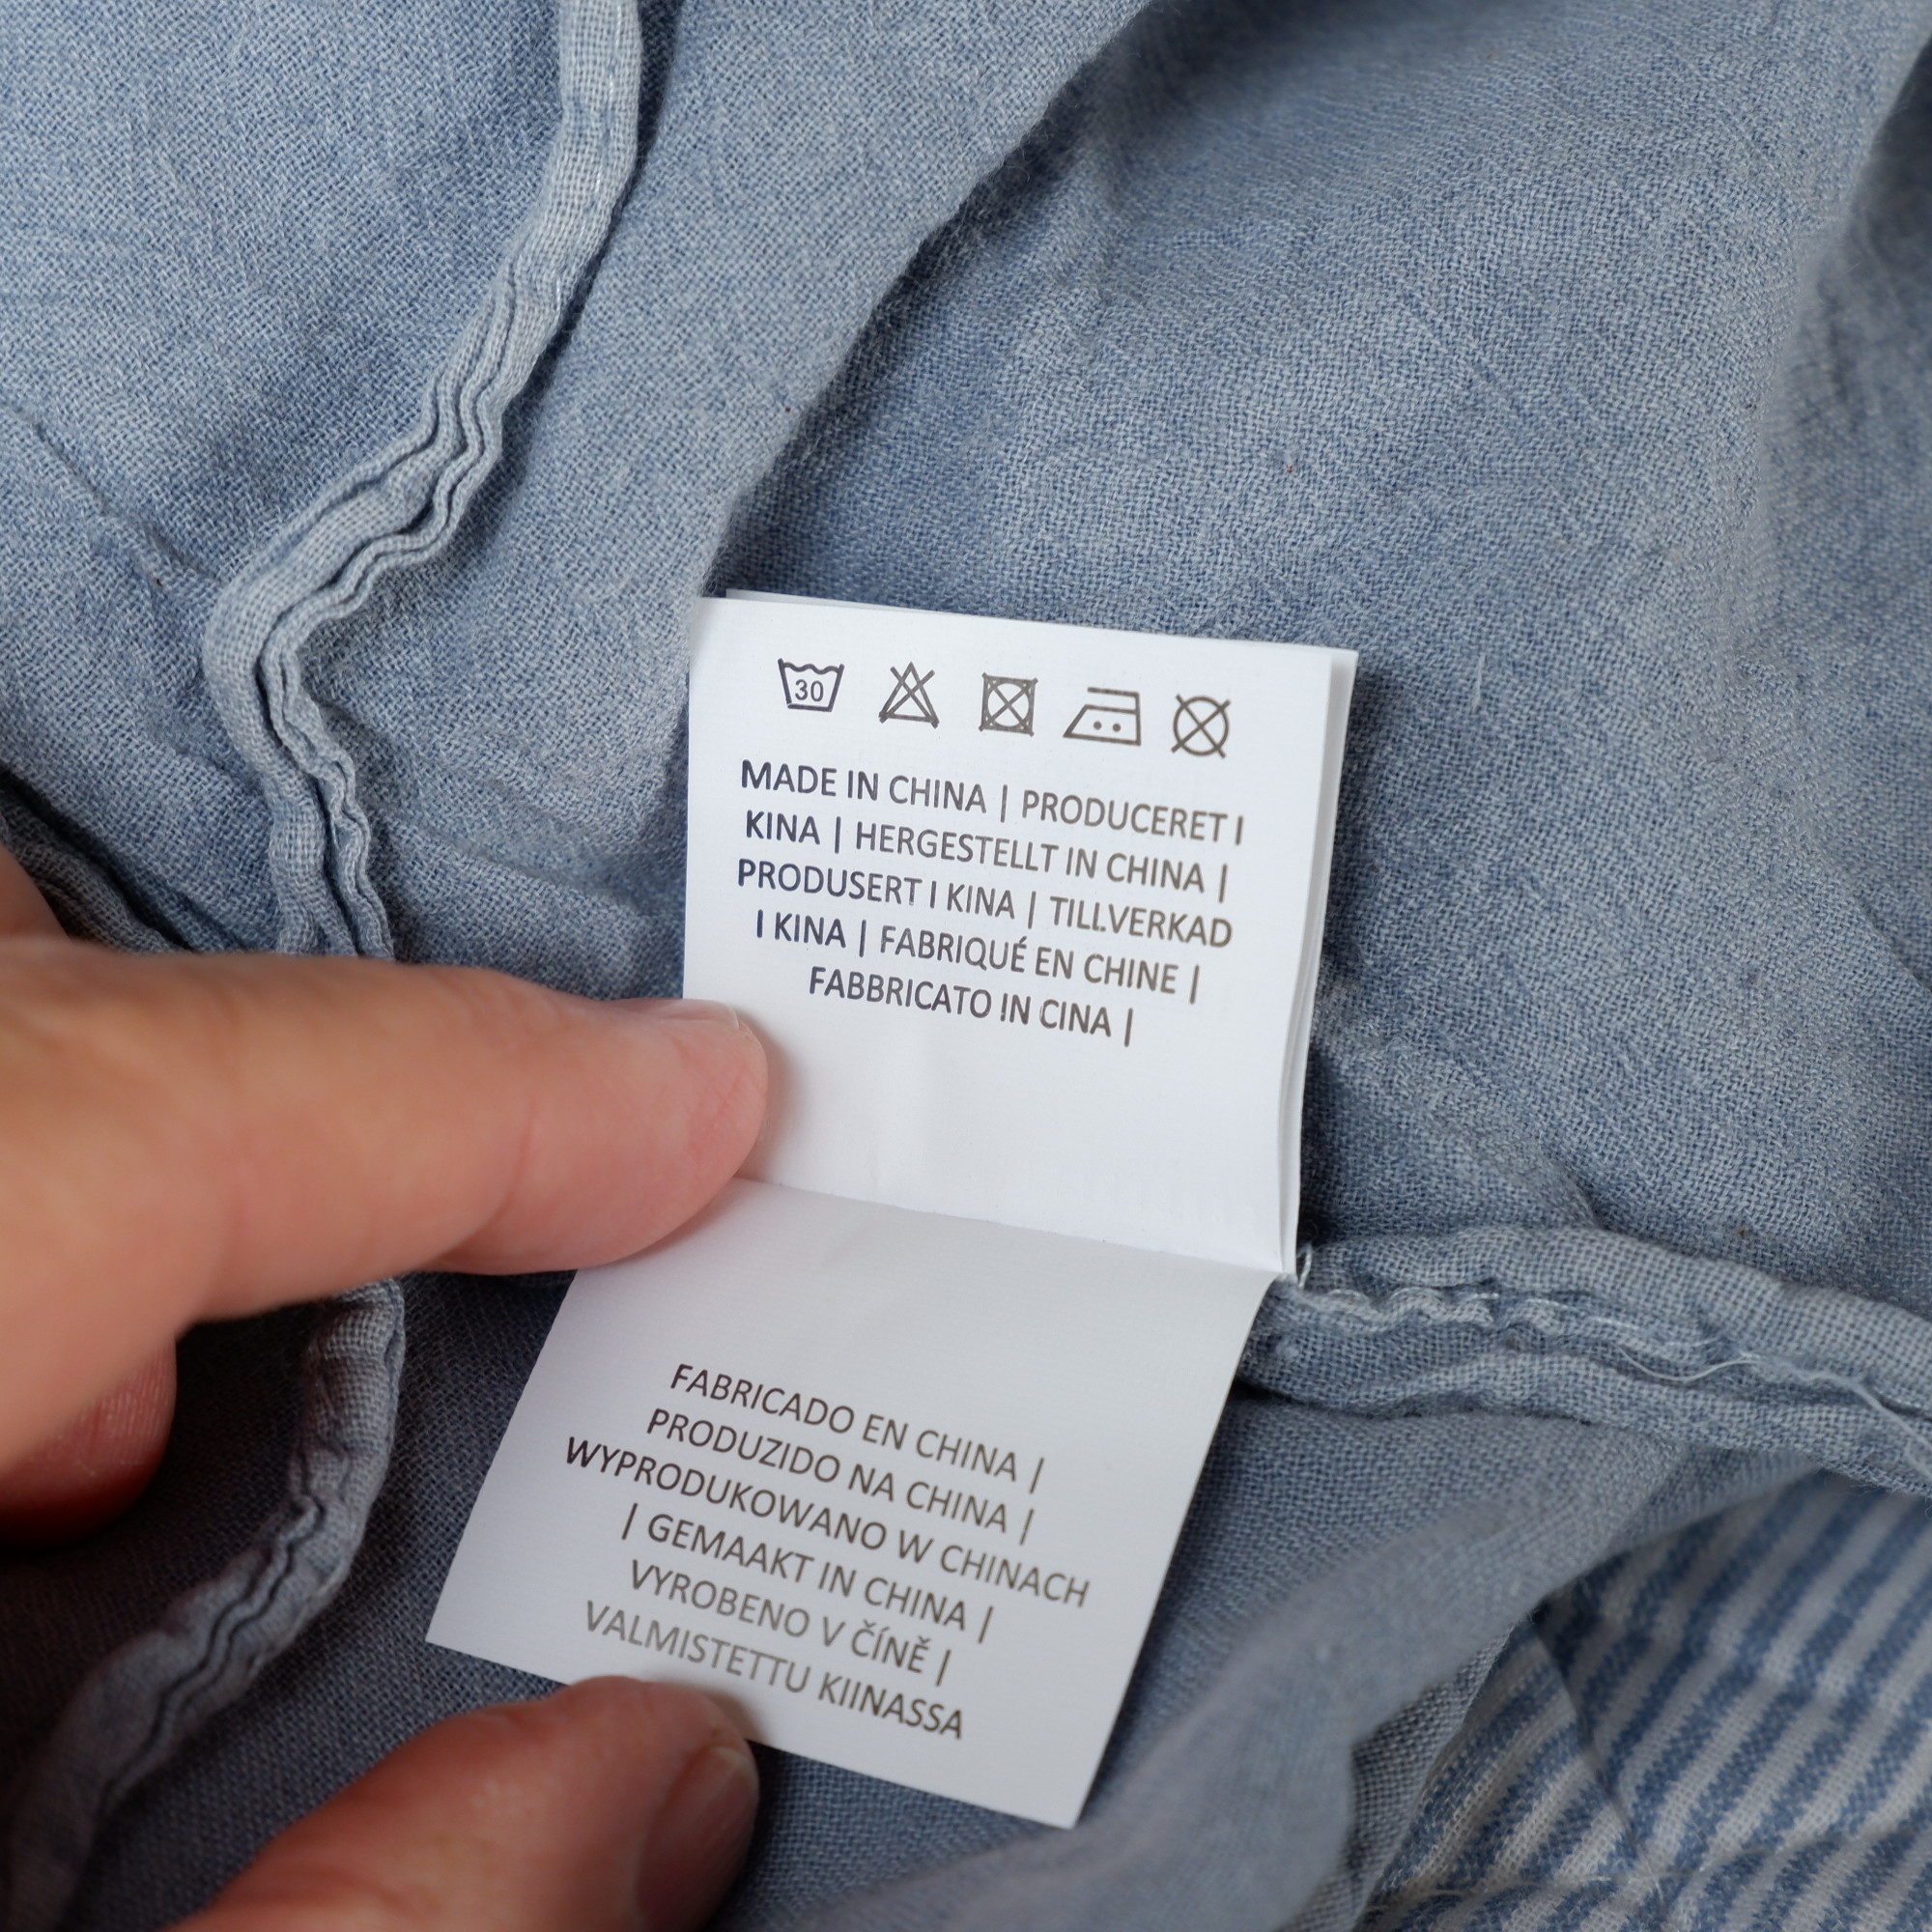 30
MADE IN CHINA | PRODUCERET I
KINA | HERGESTELLT IN CHINA |
PRODUSERT I KINA | TILLVERKAD
I KINA | FABRIQUÉ EN CHINE |
FABBRICATO IN CINA |
FABRICADO EN CHINA |
PRODUZIDO NA CHINA |
WYPRODUKOWANO W CHINACH
| GEMAAKT IN CHINA |
VYROBENO V ČÍNĚ |
VALMISTETTU KIINASSA